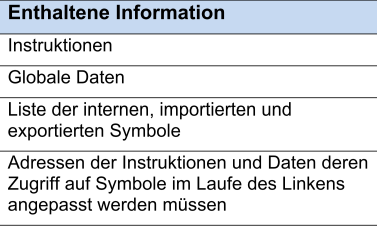 Enthaltene Information
Instruktionen
Globale Daten
Liste der internen, importierten und
exportierten Symbole
Adressen der Instruktionen und Daten deren
Zugriff auf Symbole im Laufe des Linkens
angepasst werden müssen